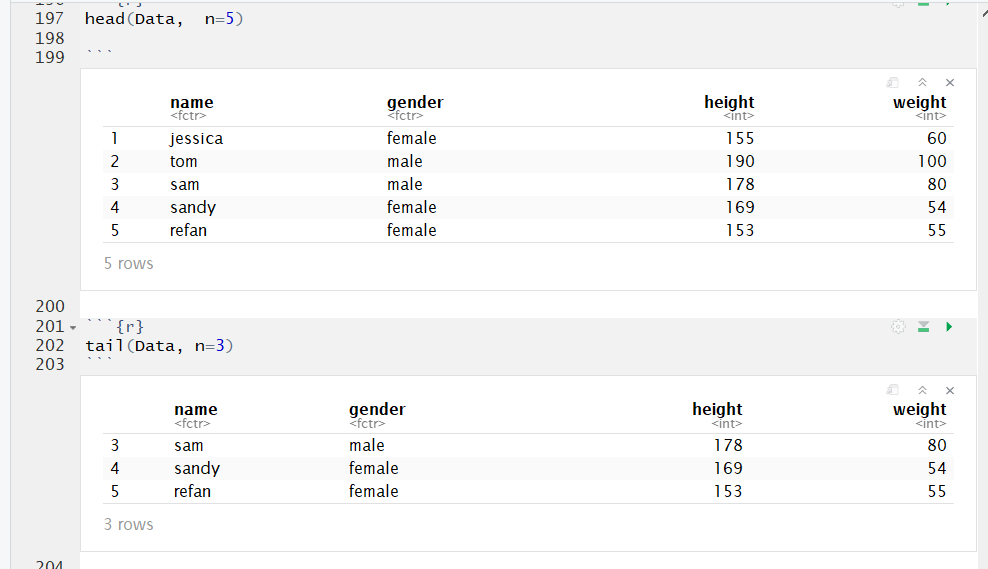 197 head(Data,  n=5)
198
199 ```
name gender height weight
<fctr> <fctr> <int> <int>
1 jessica female 155 60
2 tom male 190 100
3 sam male 178 80
4 sandy female 169 54
5 refan female 153 55
5 rows
200
201 ```{r}
202 tail(Data, n=3)
203 ```
name gender height weight
<fctr> <fctr> <int> <int>
3 sam male 178 80
4 sandy female 169 54
5 refan female 153 55
3 rows
204